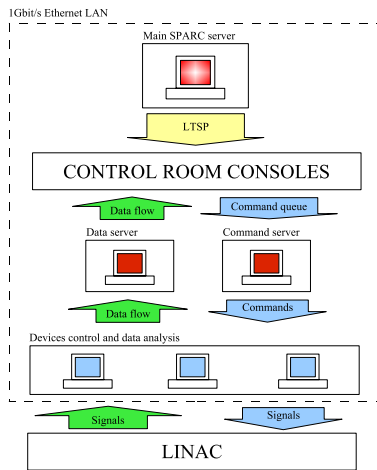 1Gbit/s Ethernet LAN
Main SPARC server
LTSP
CONTROL ROOM CONSOLES
Data flow
Command queue
Data server
Command server
Data flow
Commands
Devices control and data analysis
Signals
Signals
LINAC